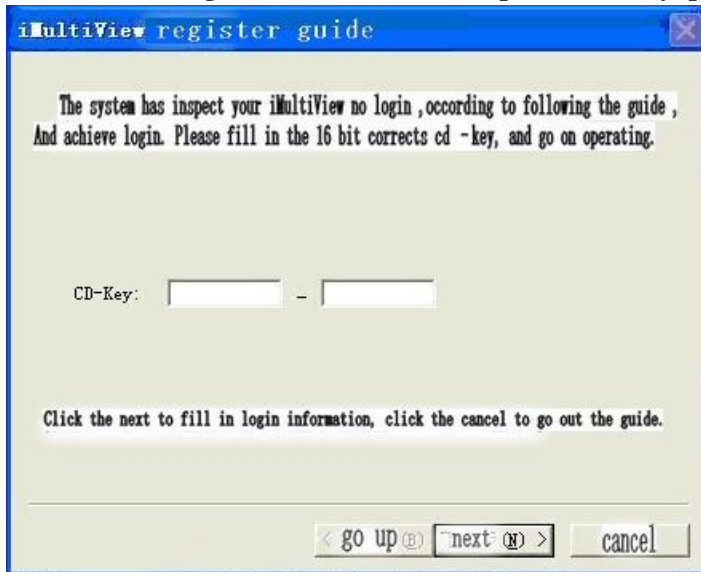 iMultiView register guide
The system has inspect your iMultiView no login ,occording to following the guide ,
And achieve login. Please fill in the 16 bit corrects cd -key, and go on operating.
CD-Key: –
Click the next to fill in login information, click the cancel to go out the guide.
< go up (B) next (N) > cancel